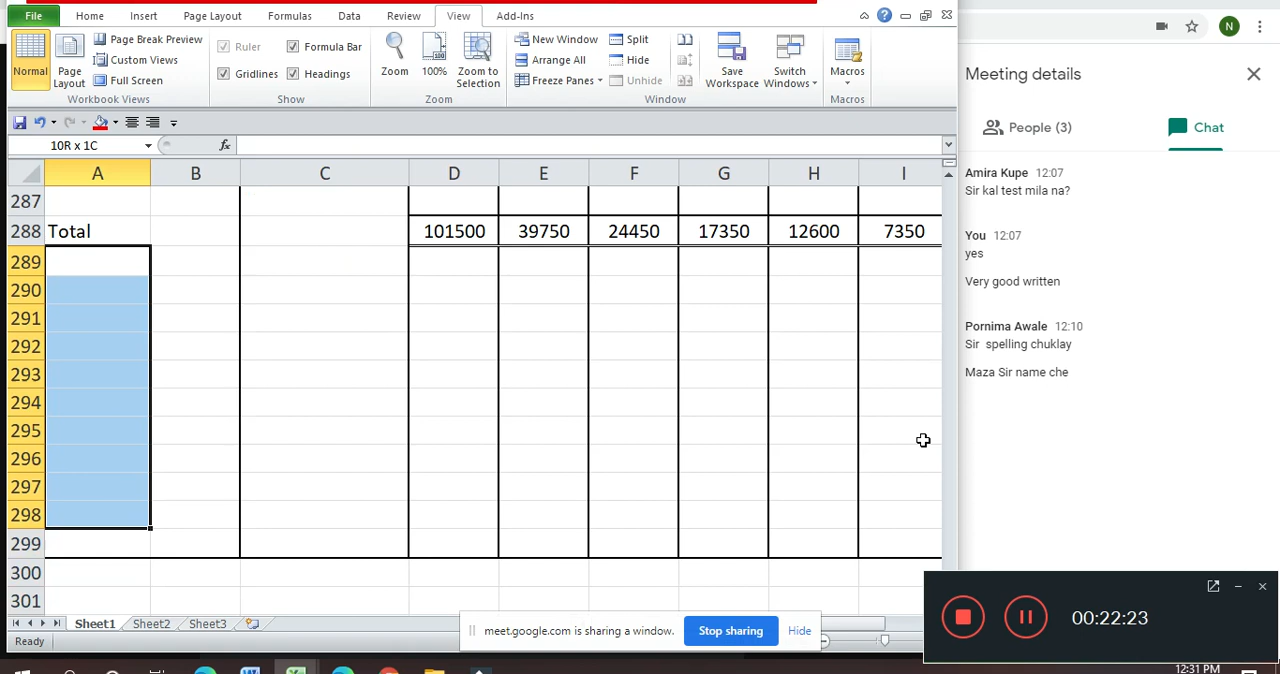 File Home Insert Page Layout Formulas Data Review View Add-Ins
Normal Page Layout Page Break Preview Custom Views Full Screen
Workbook Views
Ruler Formula Bar
Gridlines Headings
Show
Zoom 100% Zoom to Selection
Zoom
New Window Arrange All Freeze Panes Split Hide Unhide
Save Workspace Switch Windows
Window
Macros
Macros
10R x 1C fx
A B C D E F G H I
287
288 Total 101500 39750 24450 17350 12600 7350
289
290
291
292
293
294
295
296
297
298
299
300
301
Sheet1 Sheet2 Sheet3
Ready
meet.google.com is sharing a window. Stop sharing Hide
N
Meeting details
People (3) Chat
Amira Kupe 12:07
Sir kal test mila na?
You 12:07
yes
Very good written
Pornima Awale 12:10
Sir spelling chuklay
Maza Sir name che
00:22:23
12:31 PM